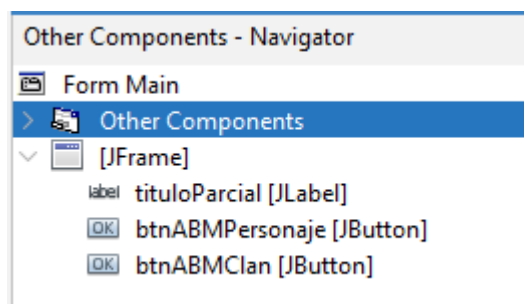 Other Components - Navigator
Form Main
Other Components
[JFrame]
label tituloParcial [JLabel]
OK btnABMPersonaje [JButton]
OK btnABMClan [JButton]